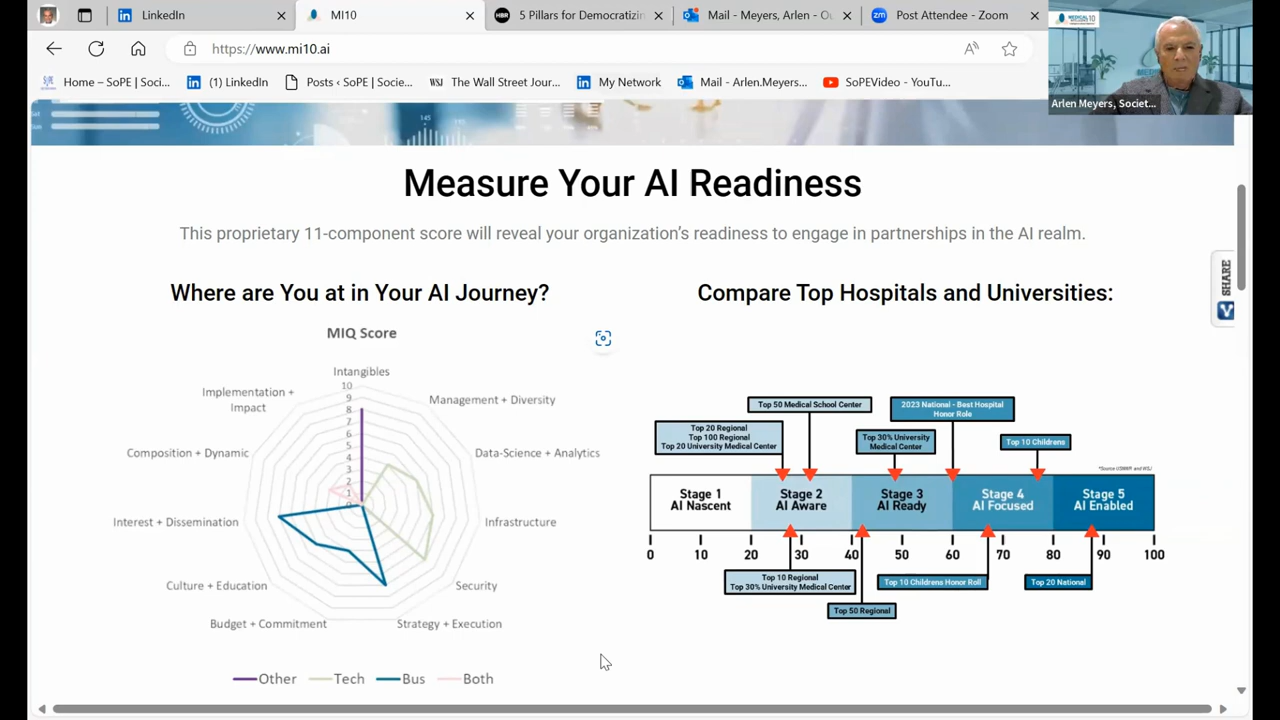 LinkedIn
MI10
HBR 5 Pillars for Democratizin
Mail - Meyers, Arlen
zm Post Attendee - Zoom
https://www.mi10.ai
Home – SoPE | Soci...
(1) LinkedIn
Posts ‹ SoPE | Socie...
WSJ The Wall Street Jour...
My Network
Mail - Arlen.Meyers...
SoPEVideo - YouTu...
Arlen Meyers, Societ...
145
Measure Your AI Readiness
This proprietary 11-component score will reveal your organization's readiness to engage in partnerships in the AI realm.
SHARE
Where are You at in Your AI Journey?
MIQ Score
Intangibles
Management + Diversity
Data-Science + Analytics
Infrastructure
Security
Strategy + Execution
Budget + Commitment
Culture + Education
Interest + Dissemination
Composition + Dynamic
Implementation +
Impact
10
9
8
7
6
5
4
3
2
1
Other Tech Bus Both
Compare Top Hospitals and Universities:
Top 50 Medical School Center
2023 National - Best Hospital
Honor Role
Top 20 Regional
Top 100 Regional
Top 20 University Medical Center
Top 30% University
Medical Center
Top 10 Childrens
Stage 1
AI Nascent
Stage 2
AI Aware
Stage 3
AI Ready
Stage 4
AI Focused
Stage 5
AI Enabled
0 10 20 30 40 50 60 70 80 90 100
Top 10 Regional
Top 30% University Medical Center
Top 10 Childrens Honor Roll
Top 20 National
Top 50 Regional